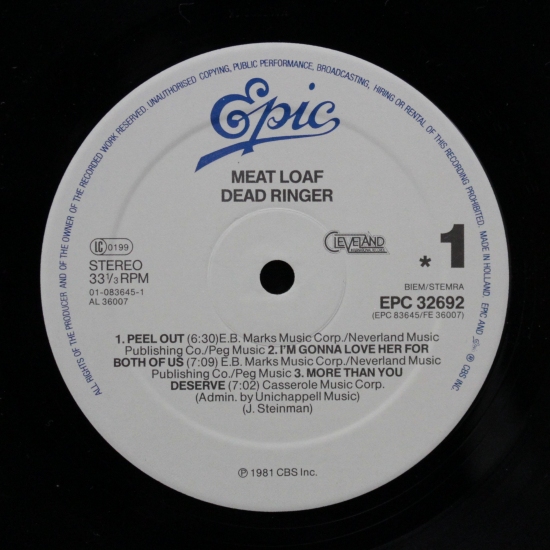 ALL RIGHTS OF THE PRODUCER AND OF THE OWNER OF THE RECORDED WORK RESERVED. UNAUTHORISED COPYING, PUBLIC PERFORMANCE, BROADCASTING, HIRING OR RENTAL OF THIS RECORDING PROHIBITED. MADE IN HOLLAND. EPIC AND ℗ CBS INC.
Epic
MEAT LOAF
DEAD RINGER
LC 0199
STEREO
33⅓ RPM
01-083645-1
AL 36007
CLEVELAND
* 1
BIEM/STEMRA
EPC 32692
(EPC 83645/FE 36007)
1. PEEL OUT (6:30) E.B. Marks Music Corp./Neverland Music
Publishing Co./Peg Music 2. I'M GONNA LOVE HER FOR
BOTH OF US (7:09) E.B. Marks Music Corp./Neverland Music
Publishing Co./Peg Music 3. MORE THAN YOU
DESERVE (7:02) Casserole Music Corp.
(Admin. by Unichappell Music)
(J. Steinman)
℗ 1981 CBS Inc.